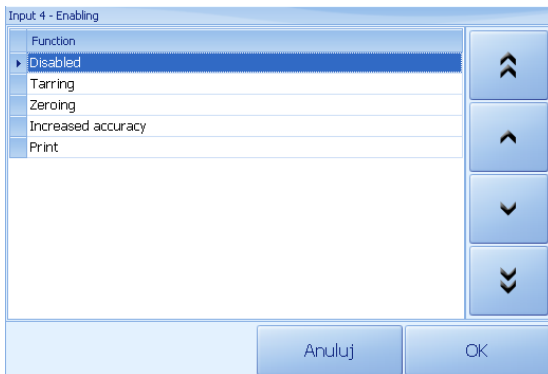 Input 4 - Enabling
Function
Disabled
Tarring
Zeroing
Increased accuracy
Print
Anuluj
OK